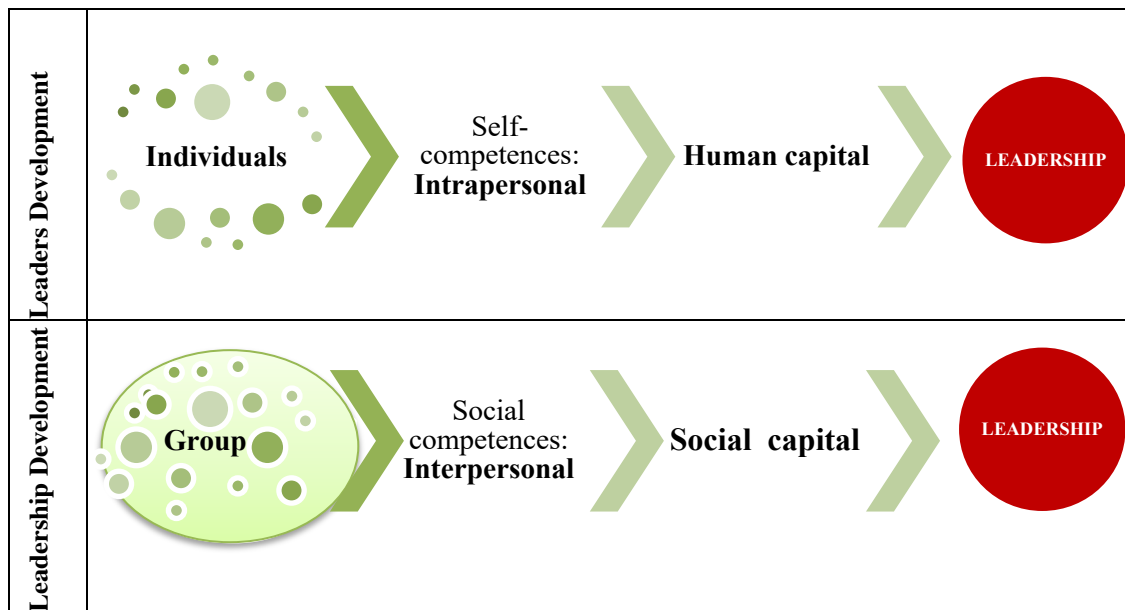 Leaders Development
Individuals
Self-
competences:
Intrapersonal
Human capital
LEADERSHIP
Leadership Development
Group
Social
competences:
Interpersonal
Social capital
LEADERSHIP